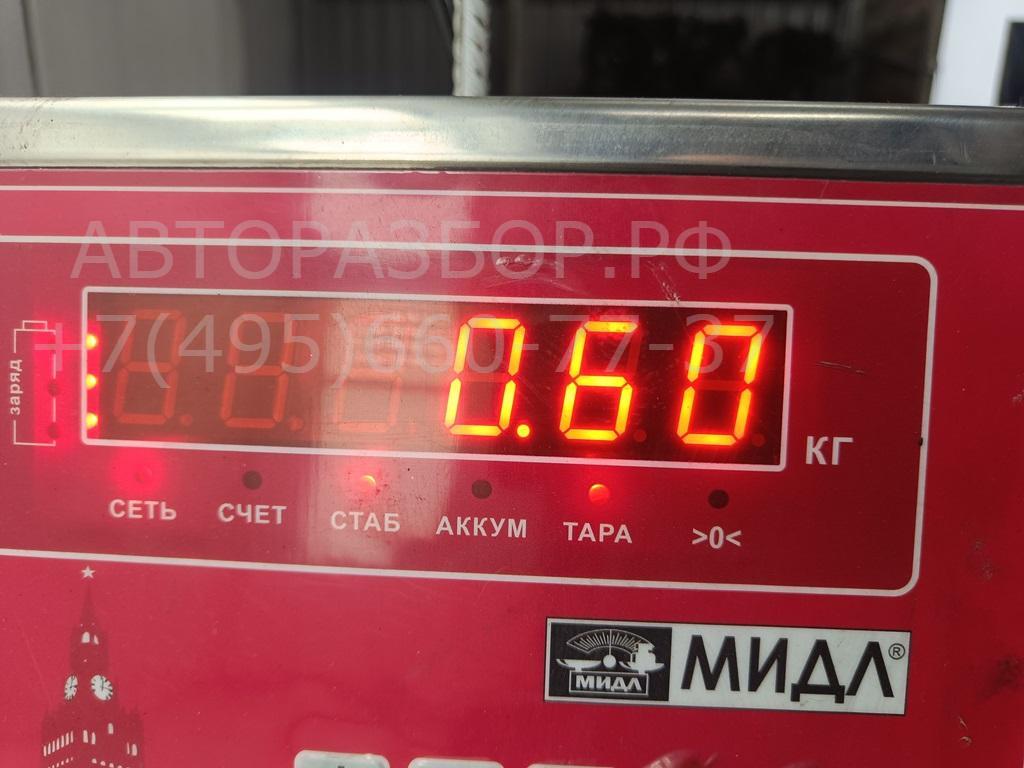 АВТОРАЗБОР.РФ
+7(495)660-77-37
заряд
0.60
КГ
СЕТЬ СЧЕТ СТАБ АККУМ ТАРА >0<
МИДЛ МИДЛ®